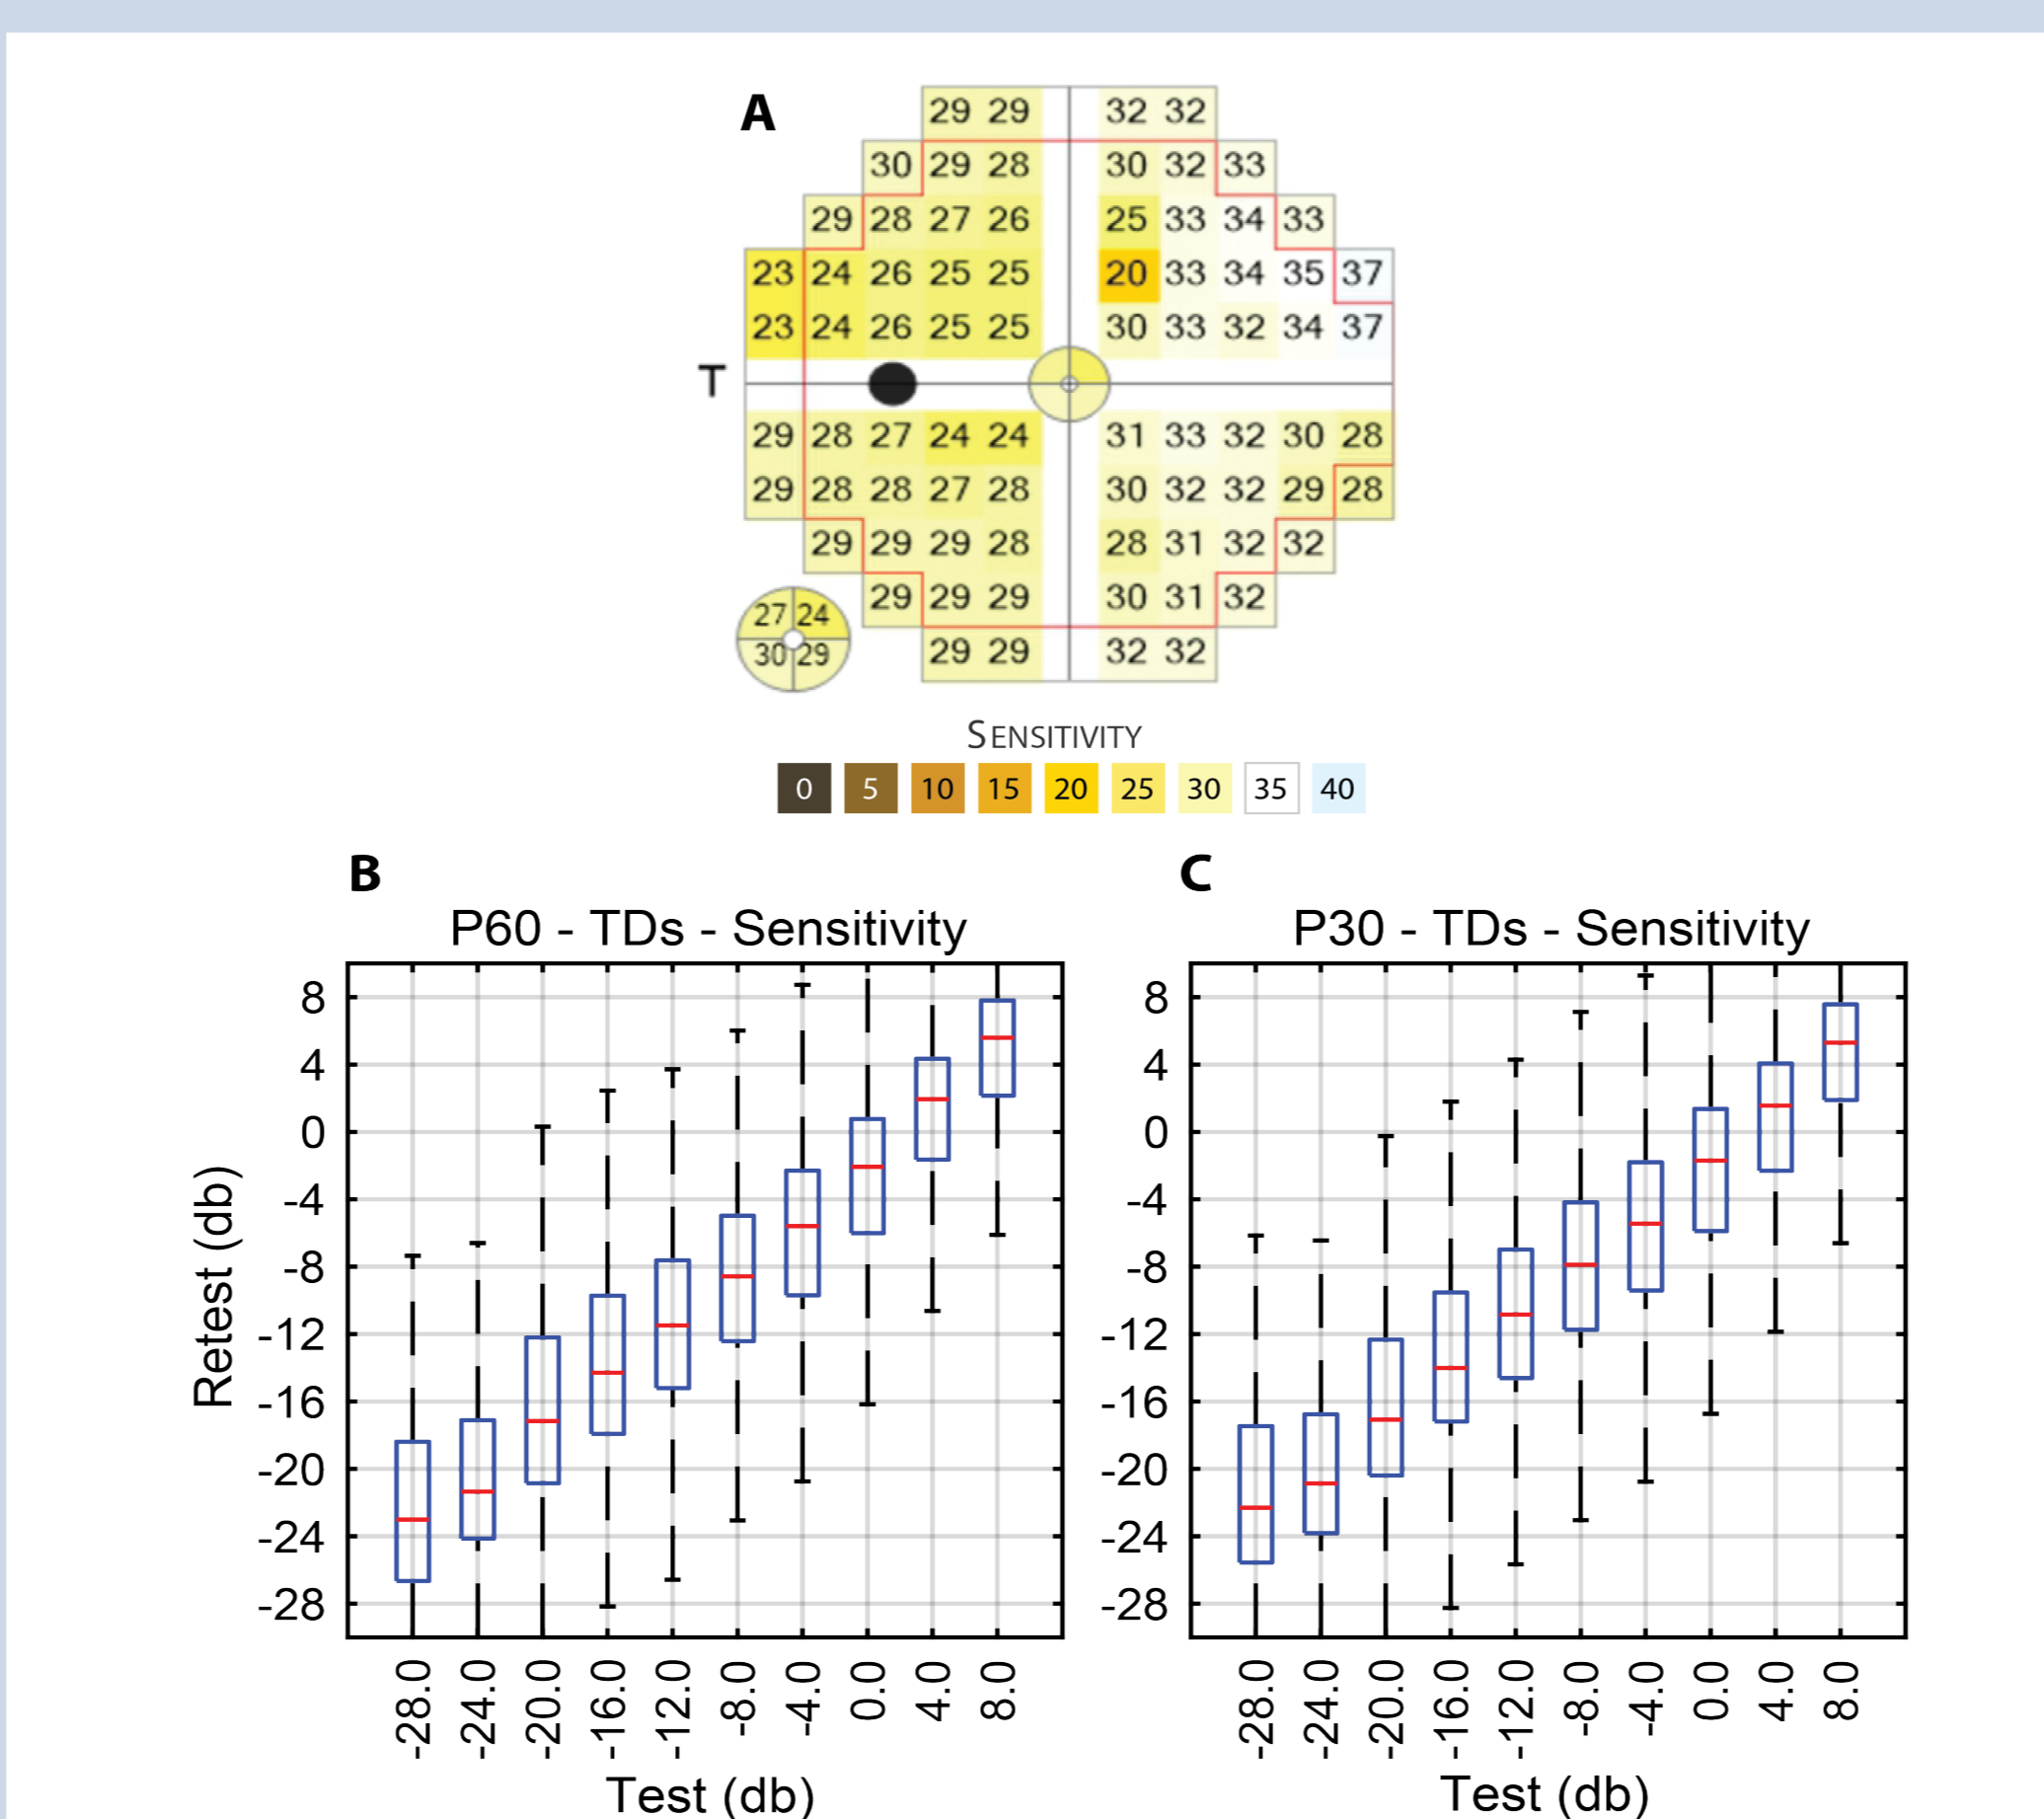 A
29 29 32 32
30 29 28 30 32 33
29 28 27 26 25 33 34 33
23 24 26 25 25 20 33 34 35 37
23 24 26 25 25 30 33 32 34 37
T
29 28 27 24 24 31 33 32 30 28
29 28 28 27 28 30 32 32 29 28
29 29 29 28 28 31 32 32
29 29 29 30 31 32
27 24
30 29
29 29 32 32
SENSITIVITY
0 5 10 15 20 25 30 35 40
B
P60 - TDs - Sensitivity
Retest (db)
8
4
0
-4
-8
-12
-16
-20
-24
-28
-28.0 -24.0 -20.0 -16.0 -12.0 -8.0 -4.0 0.0 4.0 8.0
Test (db)
C
P30 - TDs - Sensitivity
8
4
0
-4
-8
-12
-16
-20
-24
-28
-28.0 -24.0 -20.0 -16.0 -12.0 -8.0 -4.0 0.0 4.0 8.0
Test (db)